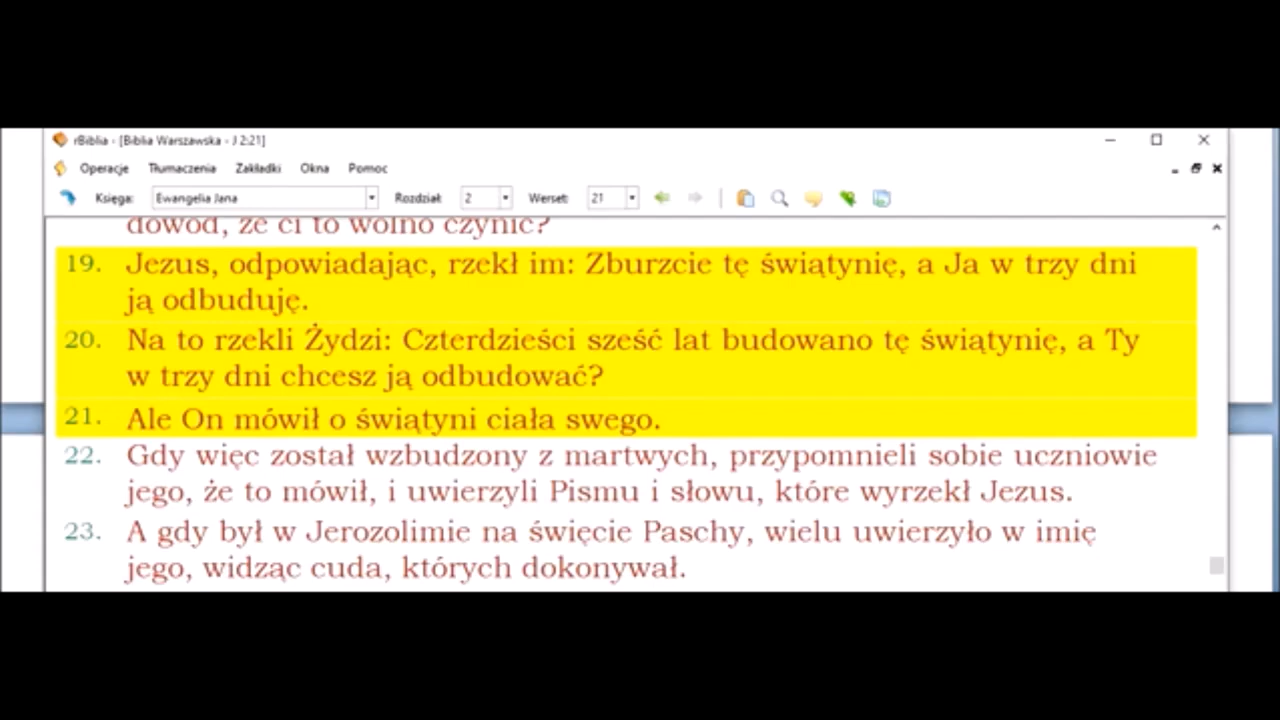 rBiblia - [Biblia Warszawska - J 2:21]
Operacje Tłumaczenia Zakładki Okna Pomoc
Księga: Ewangelia Jana Rozdział: 2 Werset: 21
dowód, że ci to wolno czynić?
19. Jezus, odpowiadając, rzekł im: Zburzcie tę świątynię, a Ja w trzy dni
ją odbuduję.
20. Na to rzekli Żydzi: Czterdzieści sześć lat budowano tę świątynię, a Ty
w trzy dni chcesz ją odbudować?
21. Ale On mówił o świątyni ciała swego.
22. Gdy więc został wzbudzony z martwych, przypomnieli sobie uczniowie
jego, że to mówił, i uwierzyli Pismu i słowu, które wyrzekł Jezus.
23. A gdy był w Jerozolimie na święcie Paschy, wielu uwierzyło w imię
jego, widząc cuda, których dokonywał.